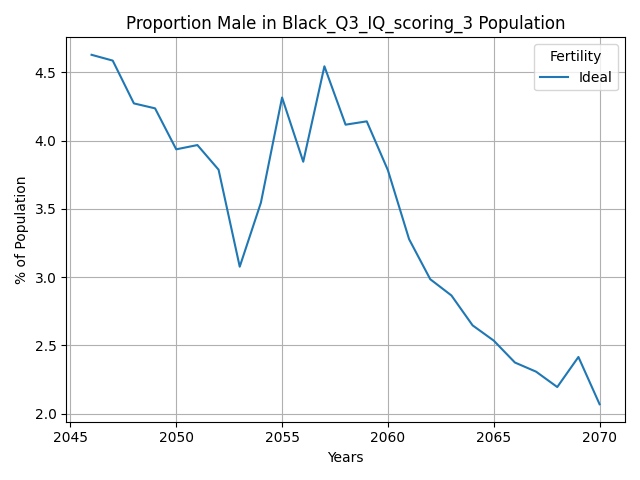 Proportion Male in Black_Q3_IQ_scoring_3 Population
Fertility
Ideal
% of Population
4.5
4.0
3.5
3.0
2.5
2.0
2045 2050 2055 2060 2065 2070
Years